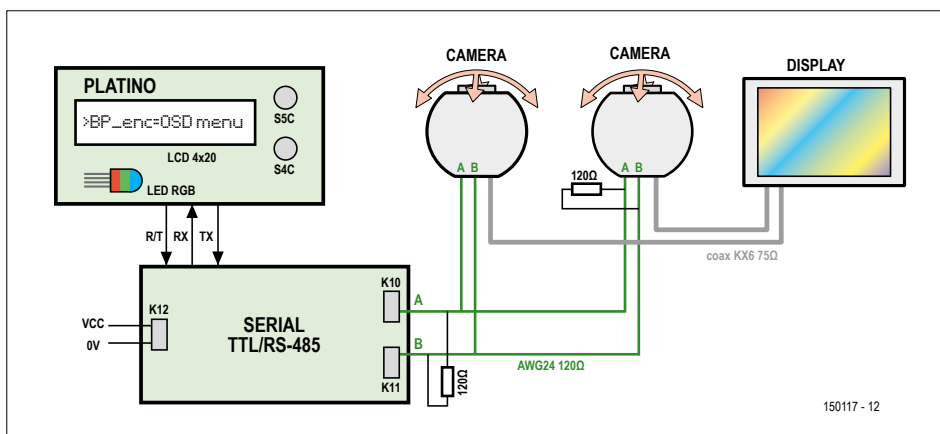 PLATINO
>BP_enc=OSD menu
LCD 4x20
LED RGB
S5C
S4C
R/T
RX
TX
K12
VCC
0V
SERIAL
TTL/RS-485
K10
K11
A
B
120Ω
AWG24 120Ω
CAMERA
A B
CAMERA
A B
120Ω
coax KX6 75Ω
DISPLAY
150117 - 12